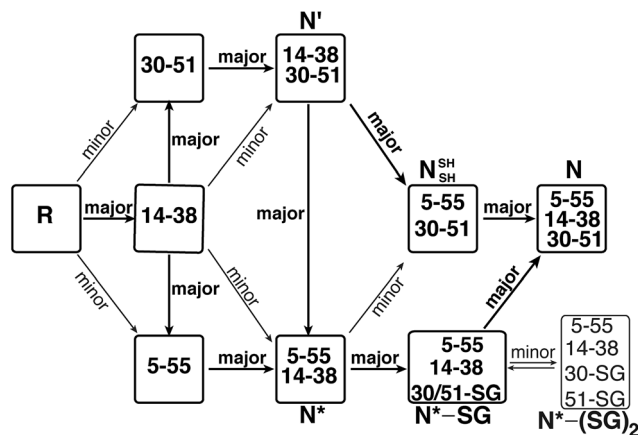 N'
30-51
major
14-38
30-51
minor
major
minor
major
N SH SH
N
R
major
14-38
major
5-55
30-51
major
5-55
14-38
30-51
minor
major
minor
minor
major
5-55
major
5-55
14-38
major
5-55
14-38
30/51-SG
minor
5-55
14-38
30-SG
51-SG
N*
N*–SG
N*–(SG)2